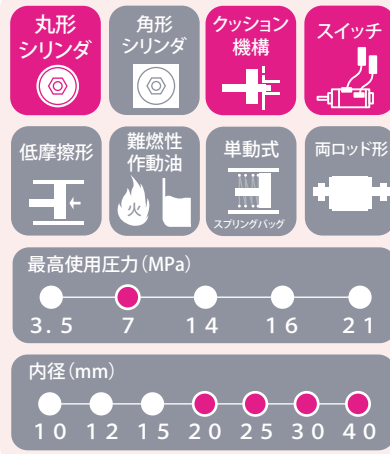 丸形
シリンダ
角形
シリンダ
クッション
機構
スイッチ
低摩擦形
難燃性
作動油
火
単動式
スプリングバッグ
両ロッド形
最高使用圧力(MPa)
3.5 7 14 16 21
内径(mm)
10 12 15 20 25 30 40